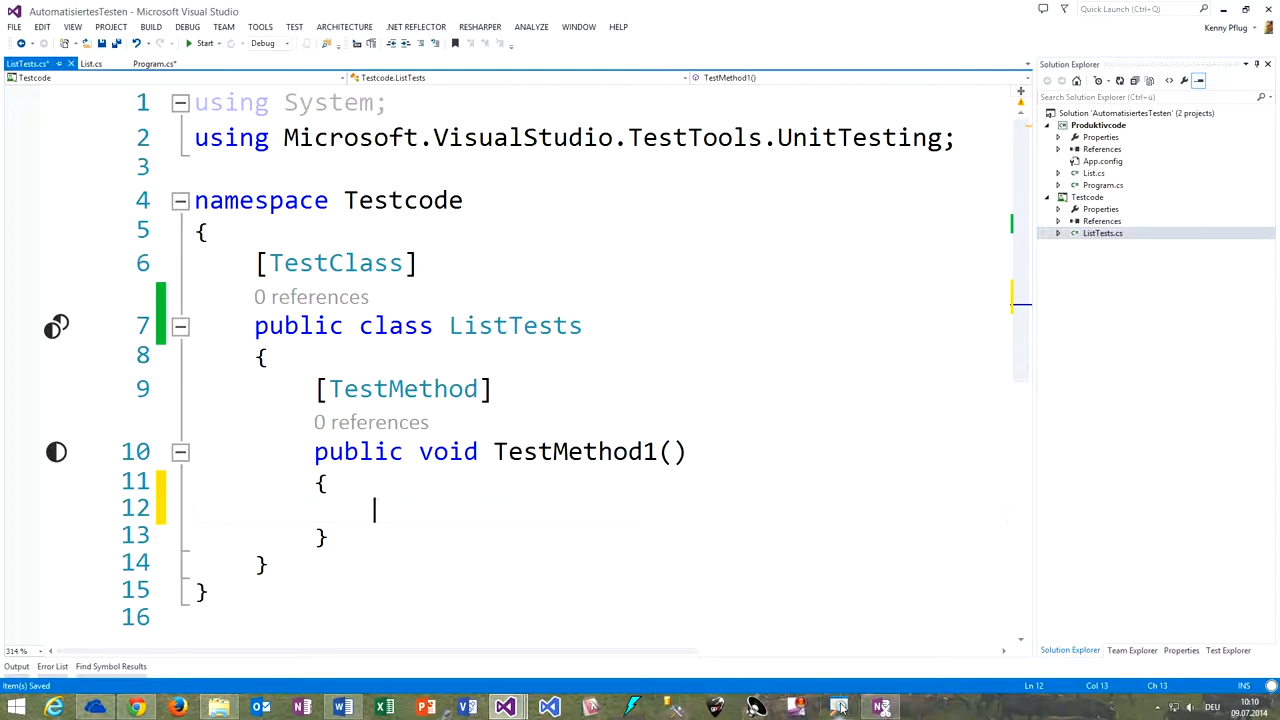 AutomatisiertesTesten - Microsoft Visual Studio
Quick Launch (Ctrl+Q)
FILE EDIT VIEW PROJECT BUILD DEBUG TEAM TOOLS TEST ARCHITECTURE .NET REFLECTOR RESHARPER ANALYZE WINDOW HELP
Kenny Pflug
Start Debug
ListTests.cs* List.cs Program.cs*
Solution Explorer
Testcode Testcode.ListTests TestMethod1()
Search Solution Explorer (Ctrl+ü)
Solution 'AutomatisiertesTesten' (2 projects)
Produktivcode
Properties
References
App.config
List.cs
Program.cs
Testcode
Properties
References
ListTests.cs
1 using System;
2 using Microsoft.VisualStudio.TestTools.UnitTesting;
3
4 namespace Testcode
5 {
6 [TestClass]
0 references
7 public class ListTests
8 {
9 [TestMethod]
0 references
10 public void TestMethod1()
11 {
12
13 }
14 }
15 }
16
314 %
Solution Explorer Team Explorer Properties Test Explorer
Output Error List Find Symbol Results
Item(s) Saved Ln 12 Col 13 Ch 13 INS
DEU
10:10
09.07.2014